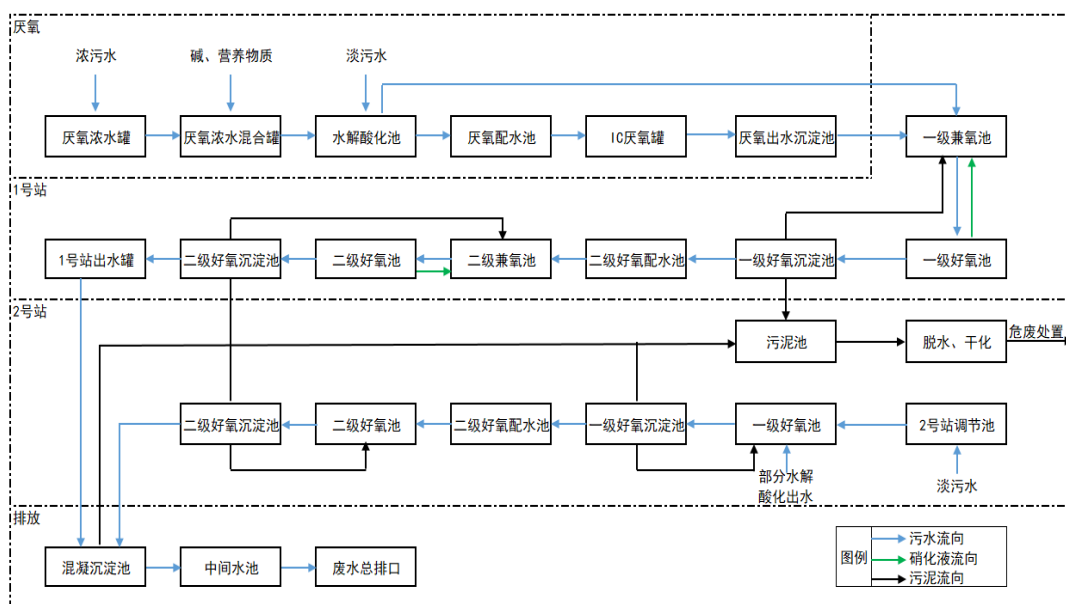 厌氧
浓污水
碱、营养物质
淡污水
厌氧浓水罐
厌氧浓水混合罐
水解酸化池
厌氧配水池
IC厌氧罐
厌氧出水沉淀池
一级兼氧池
1号站
1号站出水罐
二级好氧沉淀池
二级好氧池
二级兼氧池
二级好氧配水池
一级好氧沉淀池
一级好氧池
2号站
污泥池
脱水、干化
危废处置
二级好氧沉淀池
二级好氧池
二级好氧配水池
一级好氧沉淀池
一级好氧池
2号站调节池
部分水解
酸化出水
淡污水
排放
混凝沉淀池
中间水池
废水总排口
图例
污水流向
硝化液流向
污泥流向